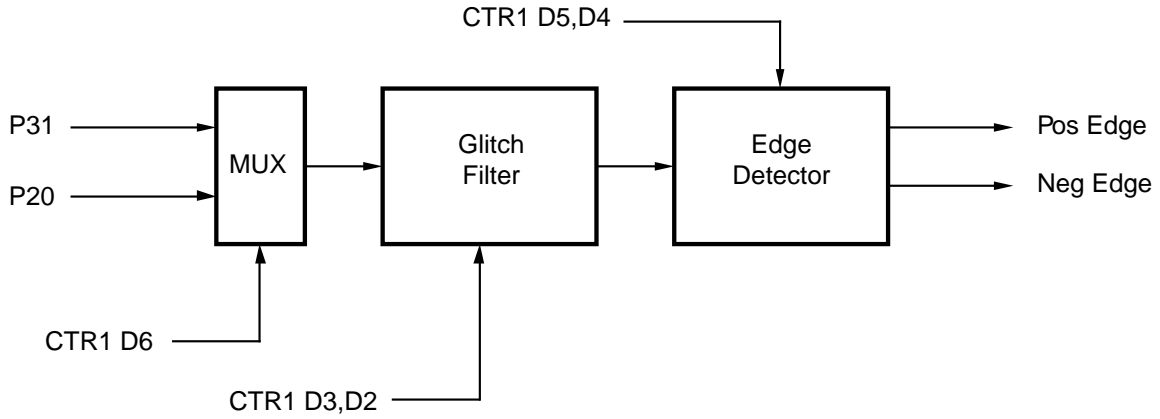 CTR1 D5,D4
P31
P20
MUX
Glitch
Filter
Edge
Detector
Pos Edge
Neg Edge
CTR1 D6
CTR1 D3,D2